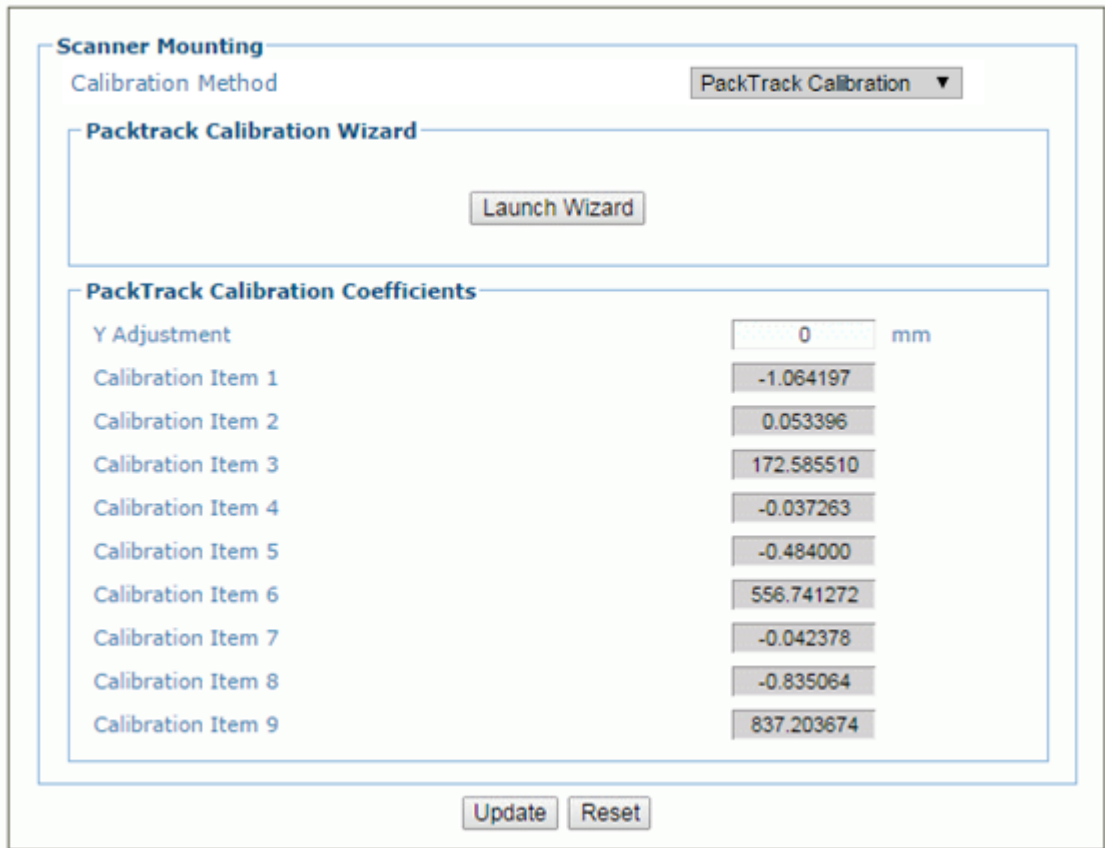 Scanner Mounting
Calibration Method PackTrack Calibration ▼
Packtrack Calibration Wizard
Launch Wizard
PackTrack Calibration Coefficients
Y Adjustment 0 mm
Calibration Item 1 -1.064197
Calibration Item 2 0.053396
Calibration Item 3 172.585510
Calibration Item 4 -0.037263
Calibration Item 5 -0.484000
Calibration Item 6 556.741272
Calibration Item 7 -0.042378
Calibration Item 8 -0.835064
Calibration Item 9 837.203674
Update Reset